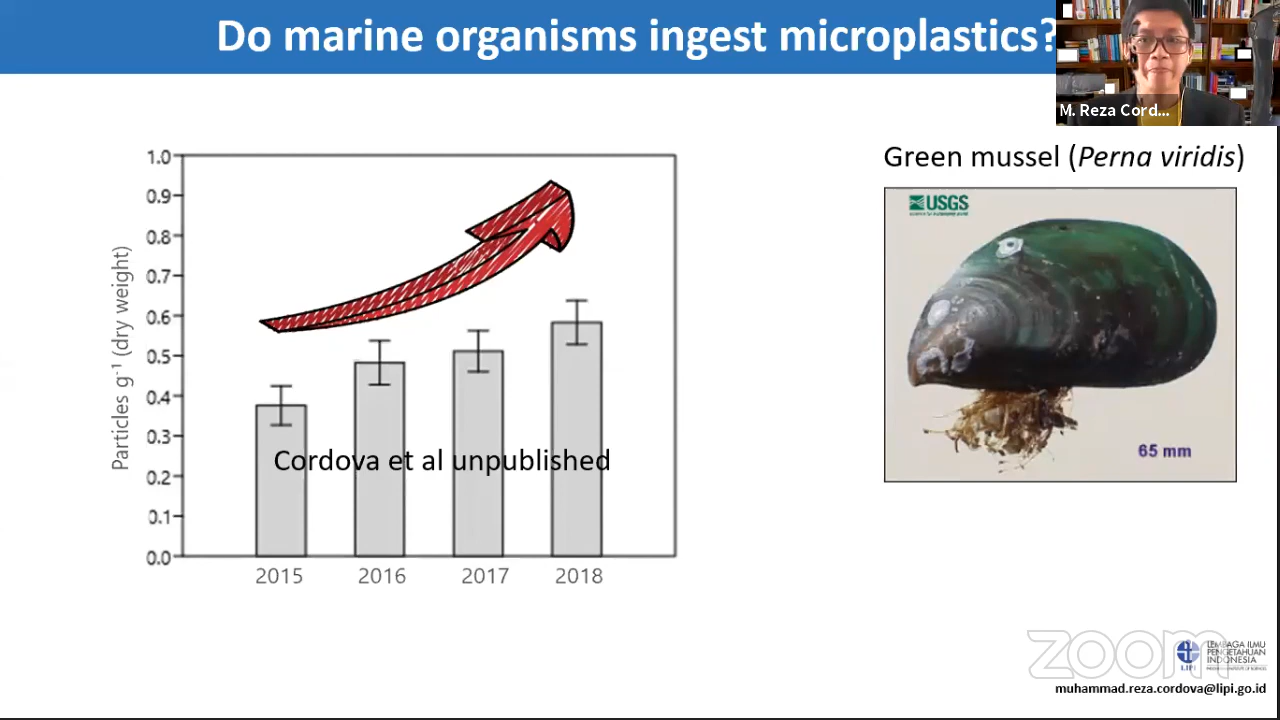 Do marine organisms ingest microplastics?
M. Reza Cord...
Green mussel (Perna viridis)
USGS
65 mm
Particles g⁻¹ (dry weight)
1.0
0.9
0.8
0.7
0.6
0.5
0.4
0.3
0.2
0.1
0.0
Cordova et al unpublished
2015 2016 2017 2018
zoom
LIPI
LEMBAGA ILMU
PENGETAHUAN
INDONESIA
muhammad.reza.cordova@lipi.go.id